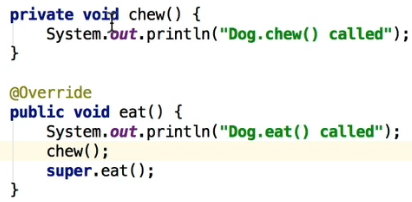 private void chew() {
    System.out.println("Dog.chew() called");
}
@Override
public void eat() {
    System.out.println("Dog.eat() called");
    chew();
    super.eat();
}